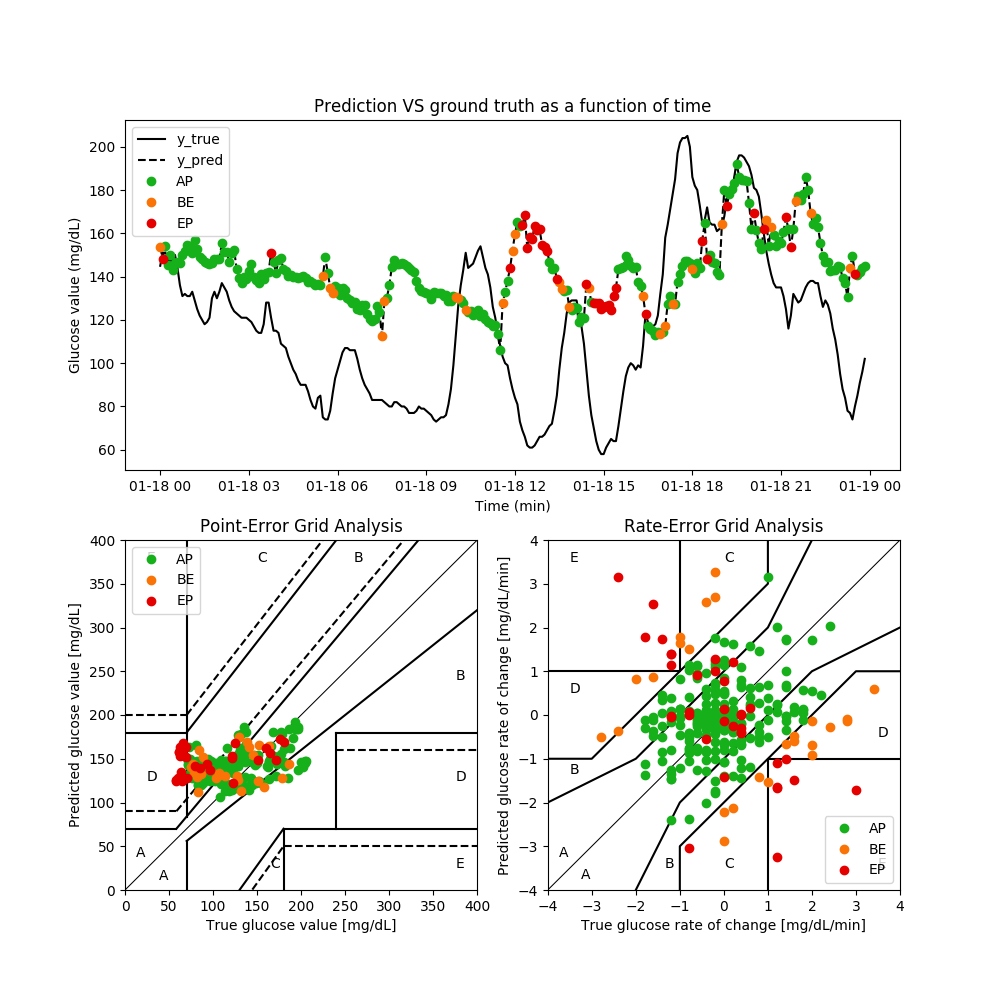 Prediction VS ground truth as a function of time
Glucose value (mg/dL)
200
180
160
140
120
100
80
60
y_true
y_pred
AP
BE
EP
01-18 00 01-18 03 01-18 06 01-18 09 01-18 12 01-18 15 01-18 18 01-18 21 01-19 00
Time (min)
Point-Error Grid Analysis
Predicted glucose value [mg/dL]
400
350
300
250
200
150
100
50
0
AP
BE
EP
C B
B
D D
A
A C E
0 50 100 150 200 250 300 350 400
True glucose value [mg/dL]
Rate-Error Grid Analysis
Predicted glucose rate of change [mg/dL/min]
4
3
2
1
0
−1
−2
−3
−4
E C
D
D
B
A B C
A
AP
BE
EP
−4 −3 −2 −1 0 1 2 3 4
True glucose rate of change [mg/dL/min]